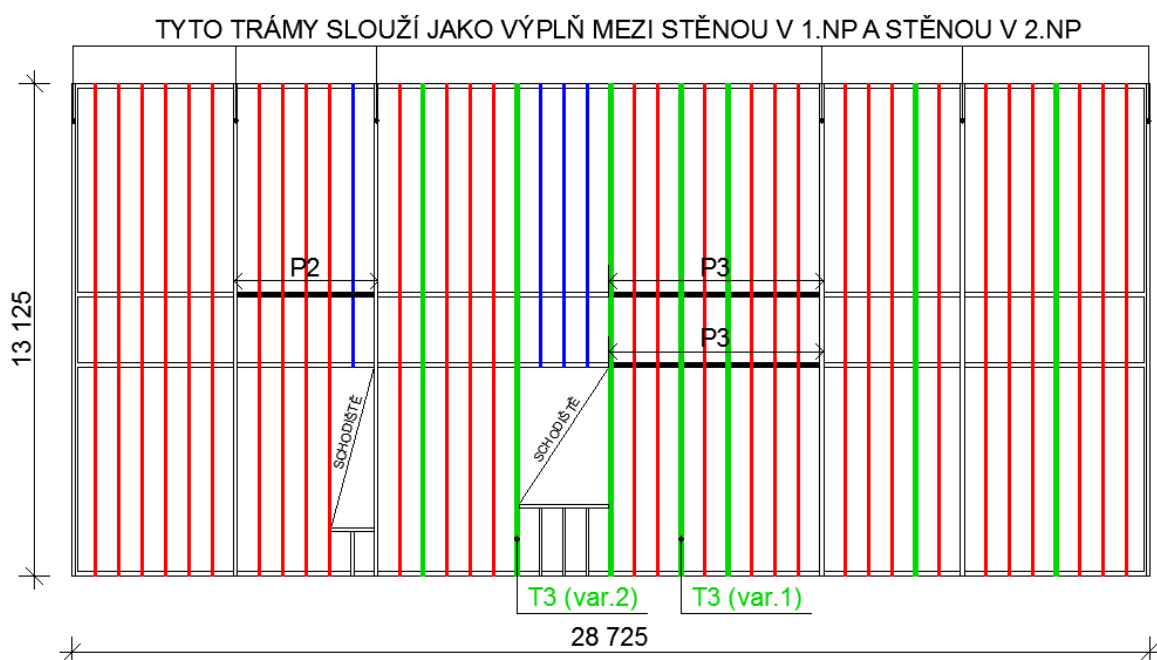 TYTO TRÁMY SLOUŽÍ JAKO VÝPLŇ MEZI STĚNOU V 1.NP A STĚNOU V 2.NP
P2
P3
P3
13 125
SCHODIŠTĚ
SCHODIŠTĚ
T3 (var.2)
T3 (var.1)
28 725